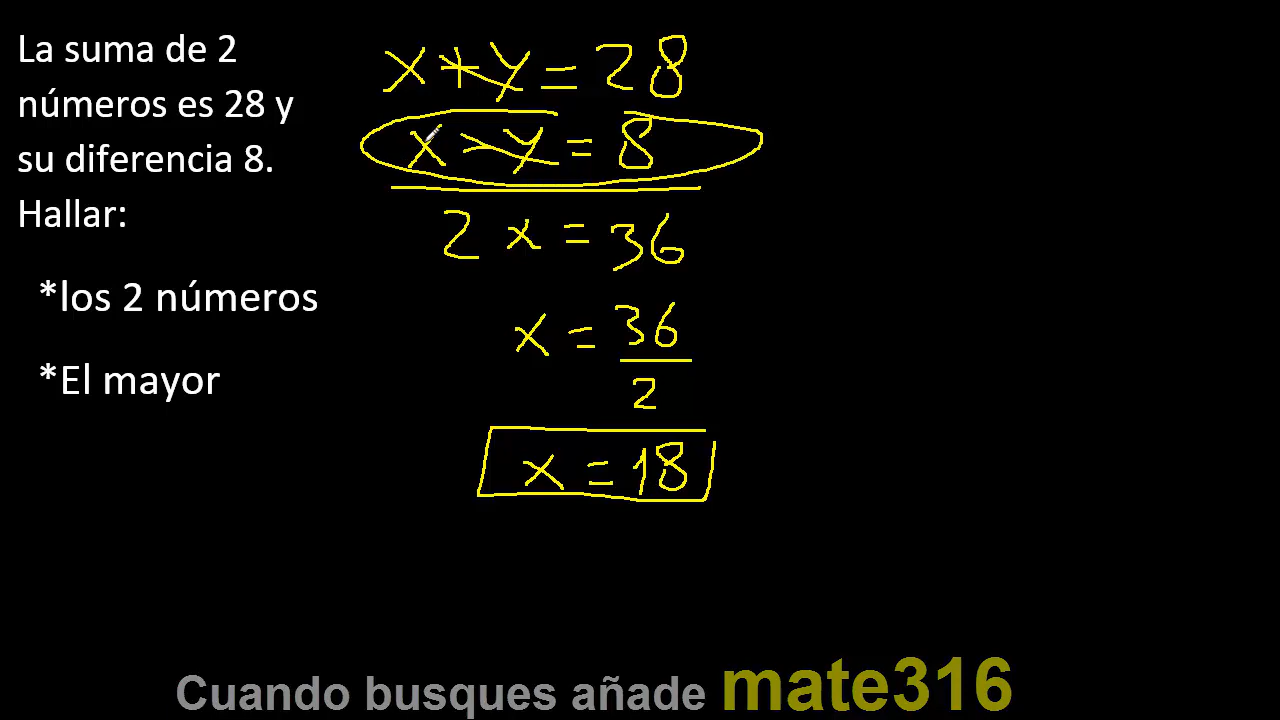 La suma de 2
números es 28 y
su diferencia 8.
Hallar:
*los 2 números
*El mayor
x+y=28
x-y=8
2x=36
x=36
2
x=18
Cuando busques añade mate316